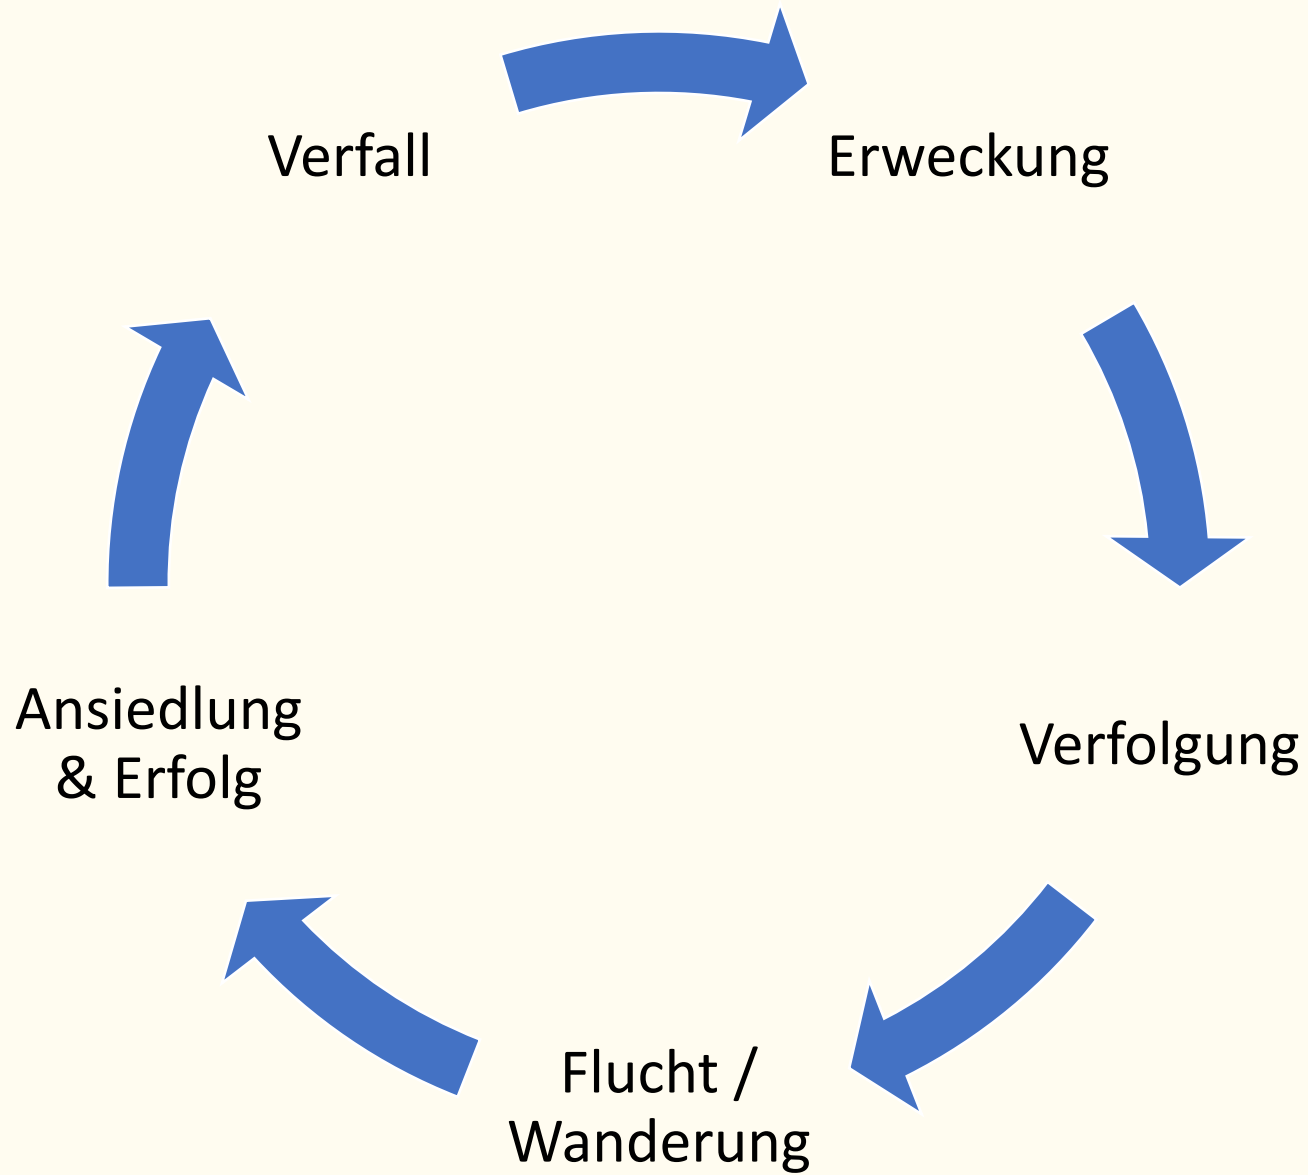 Verfall
Erweckung
Ansiedlung
& Erfolg
Verfolgung
Flucht /
Wanderung